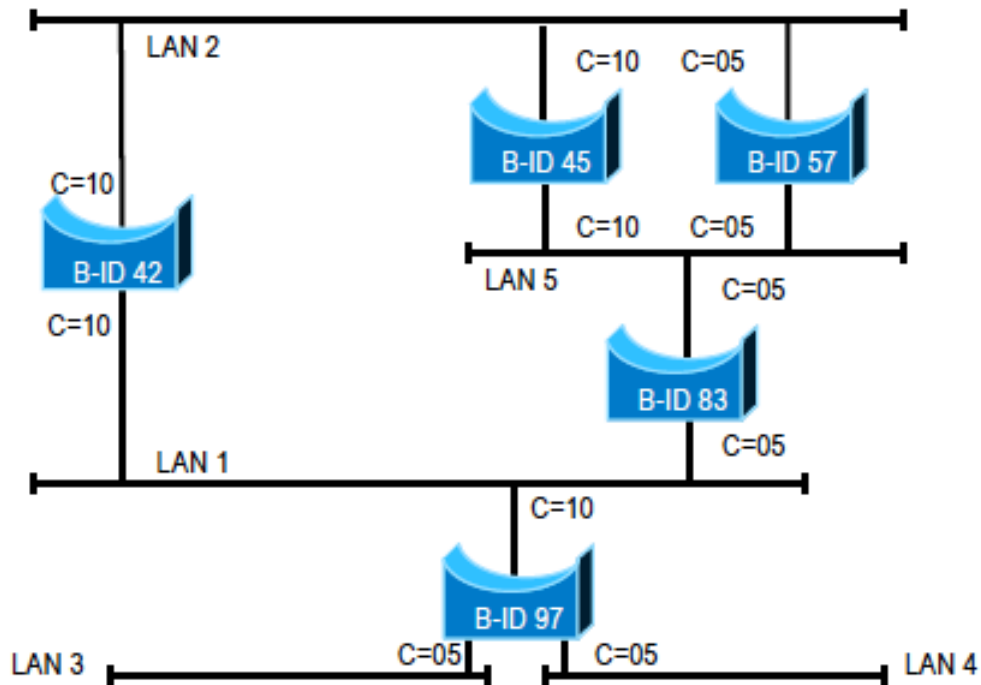 LAN 2
C=10 C=05
B-ID 45 B-ID 57
C=10
C=10 C=05
B-ID 42
LAN 5
C=05
C=10
B-ID 83
C=05
LAN 1
C=10
B-ID 97
LAN 3 C=05 C=05 LAN 4